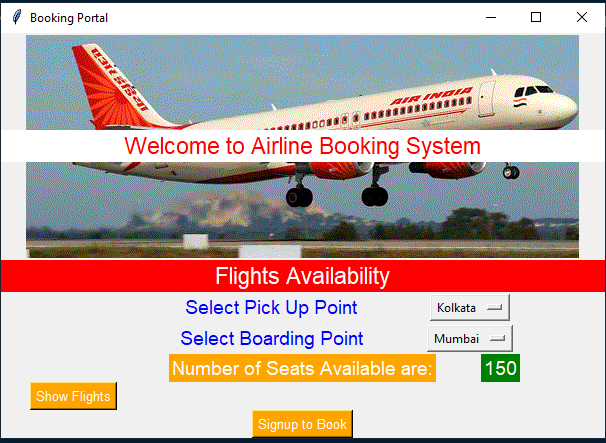 Booking Portal
AIR INDIA
Welcome to Airline Booking System
Flights Availability
Select Pick Up Point
Kolkata
Select Boarding Point
Mumbai
Number of Seats Available are:
150
Show Flights
Signup to Book